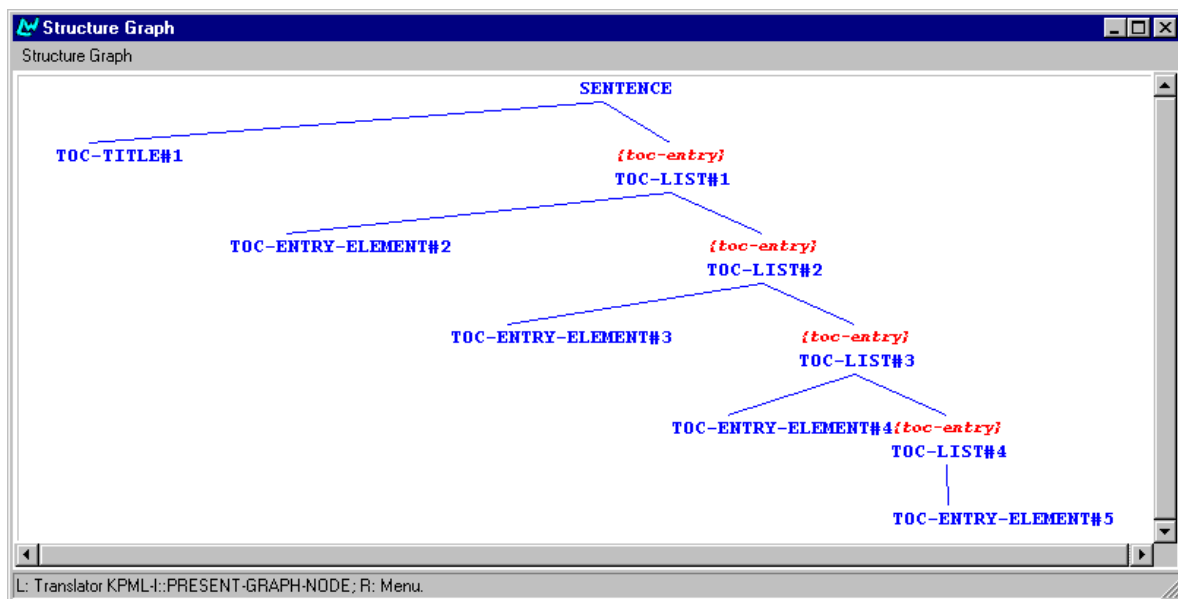 Structure Graph
Structure Graph
SENTENCE
TOC-TITLE#1
{toc-entry}
TOC-LIST#1
TOC-ENTRY-ELEMENT#2
{toc-entry}
TOC-LIST#2
TOC-ENTRY-ELEMENT#3
{toc-entry}
TOC-LIST#3
TOC-ENTRY-ELEMENT#4
{toc-entry}
TOC-LIST#4
TOC-ENTRY-ELEMENT#5
L: Translator KPML-I::PRESENT-GRAPH-NODE; R: Menu.